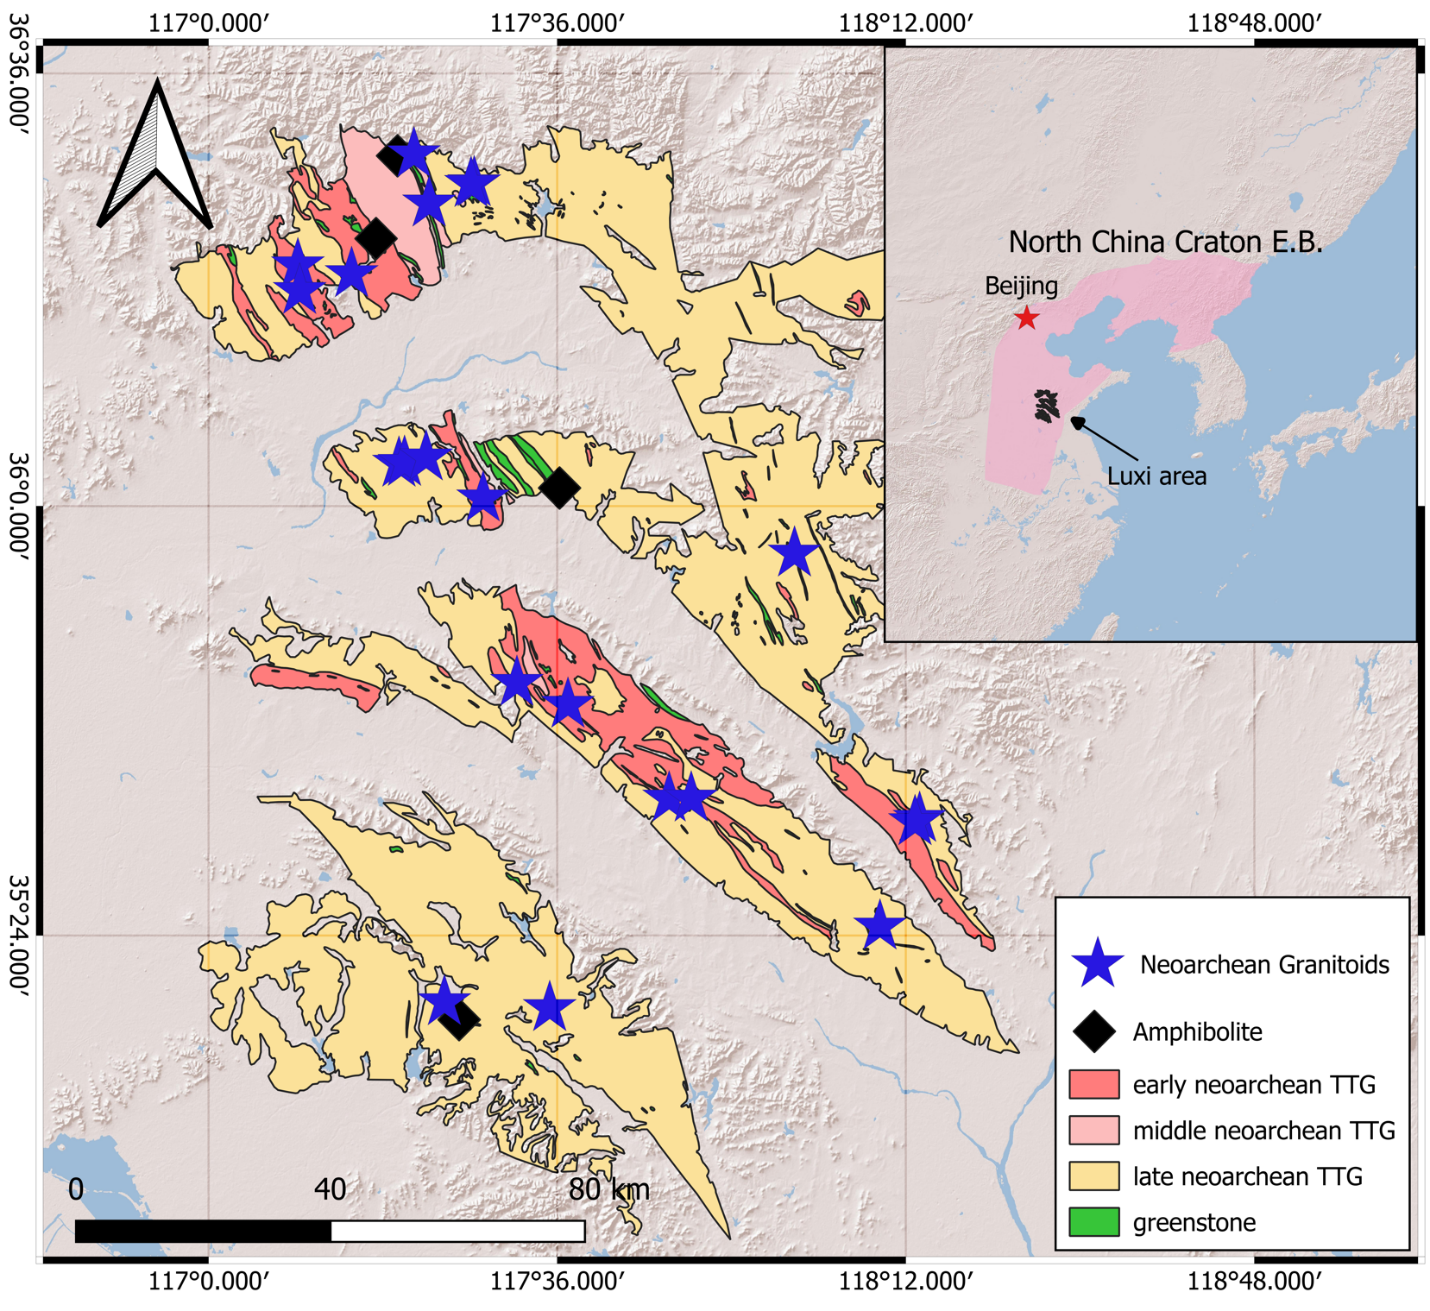 117°0.000′ 117°36.000′ 118°12.000′ 118°48.000′
36°36.000′
North China Craton E.B.
Beijing
Luxi area
36°0.000′
35°24.000′
Neoarchean Granitoids
Amphibolite
early neoarchean TTG
middle neoarchean TTG
late neoarchean TTG
greenstone
0 40 80 km
117°0.000′ 117°36.000′ 118°12.000′ 118°48.000′